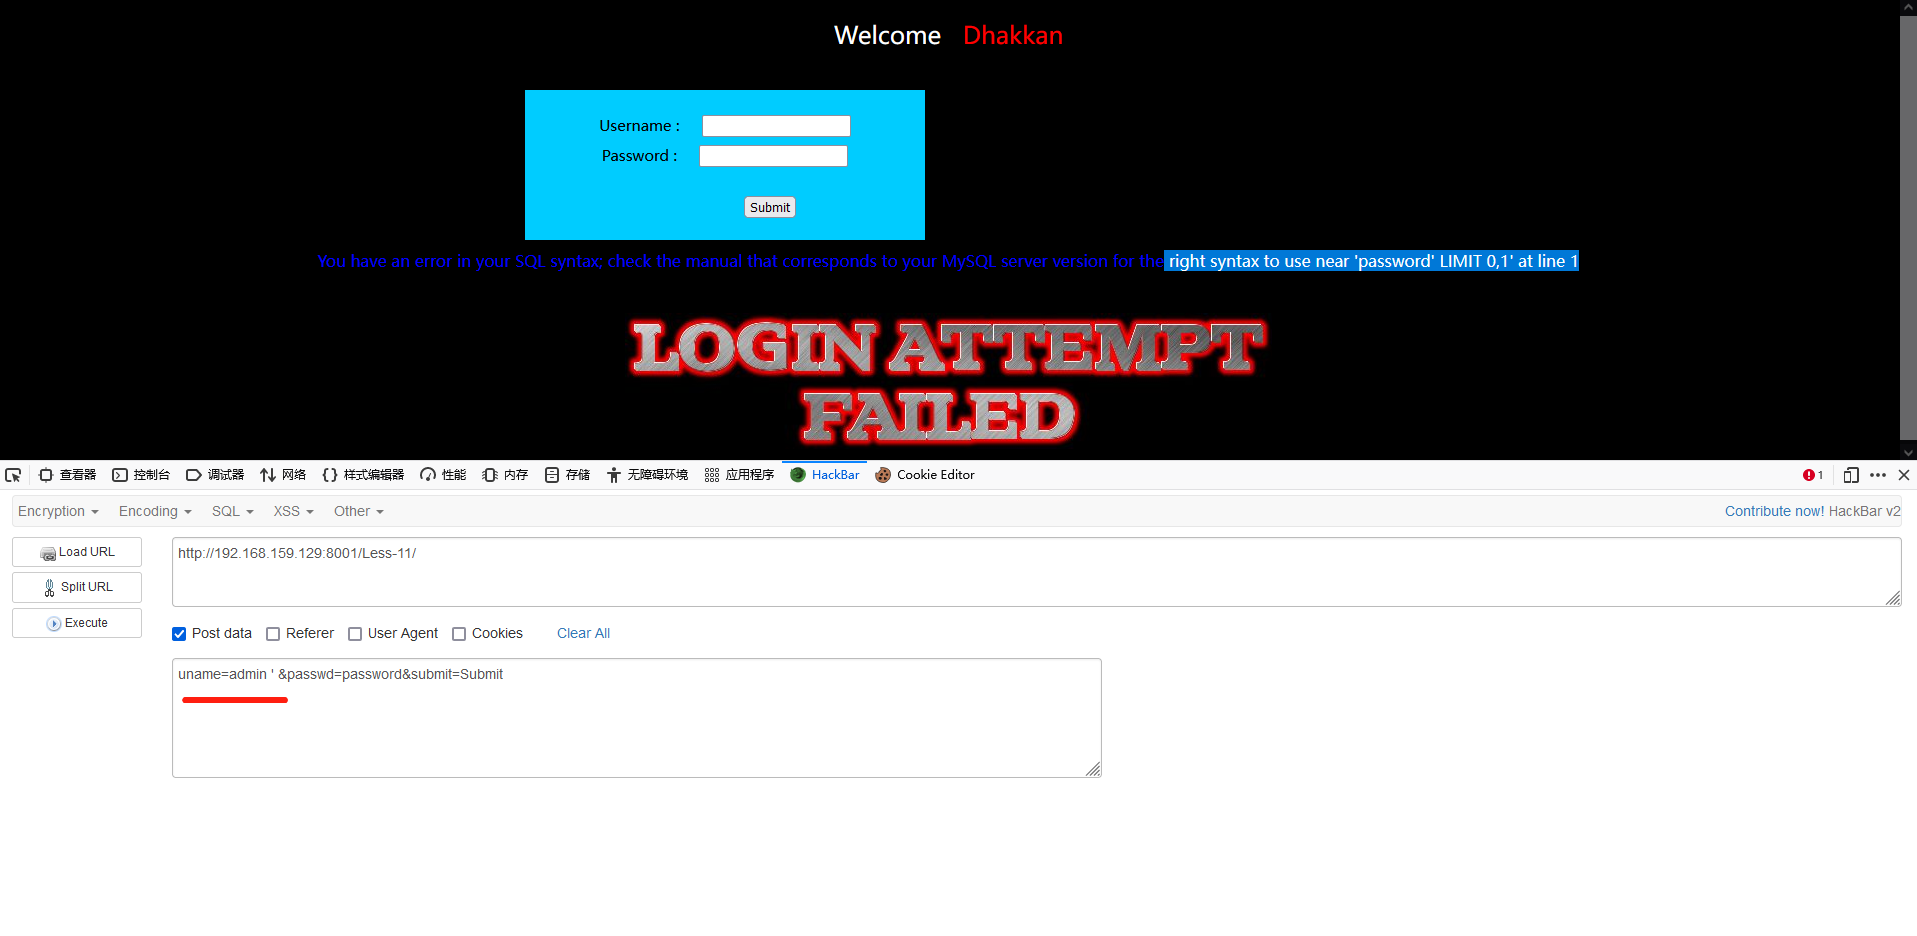 Welcome Dhakkan
Username :
Password :
Submit
You have an error in your SQL syntax; check the manual that corresponds to your MySQL server version for the right syntax to use near 'password' LIMIT 0,1' at line 1
LOGIN ATTEMPT
FAILED
查看器 控制台 调试器 网络 样式编辑器 性能 内存 存储 无障碍环境 应用程序 HackBar Cookie Editor 1
Encryption Encoding SQL XSS Other Contribute now! HackBar v2
Load URL
http://192.168.159.129:8001/Less-11/
Split URL
Execute
Post data Referer User Agent Cookies Clear All
uname=admin ' &passwd=password&submit=Submit